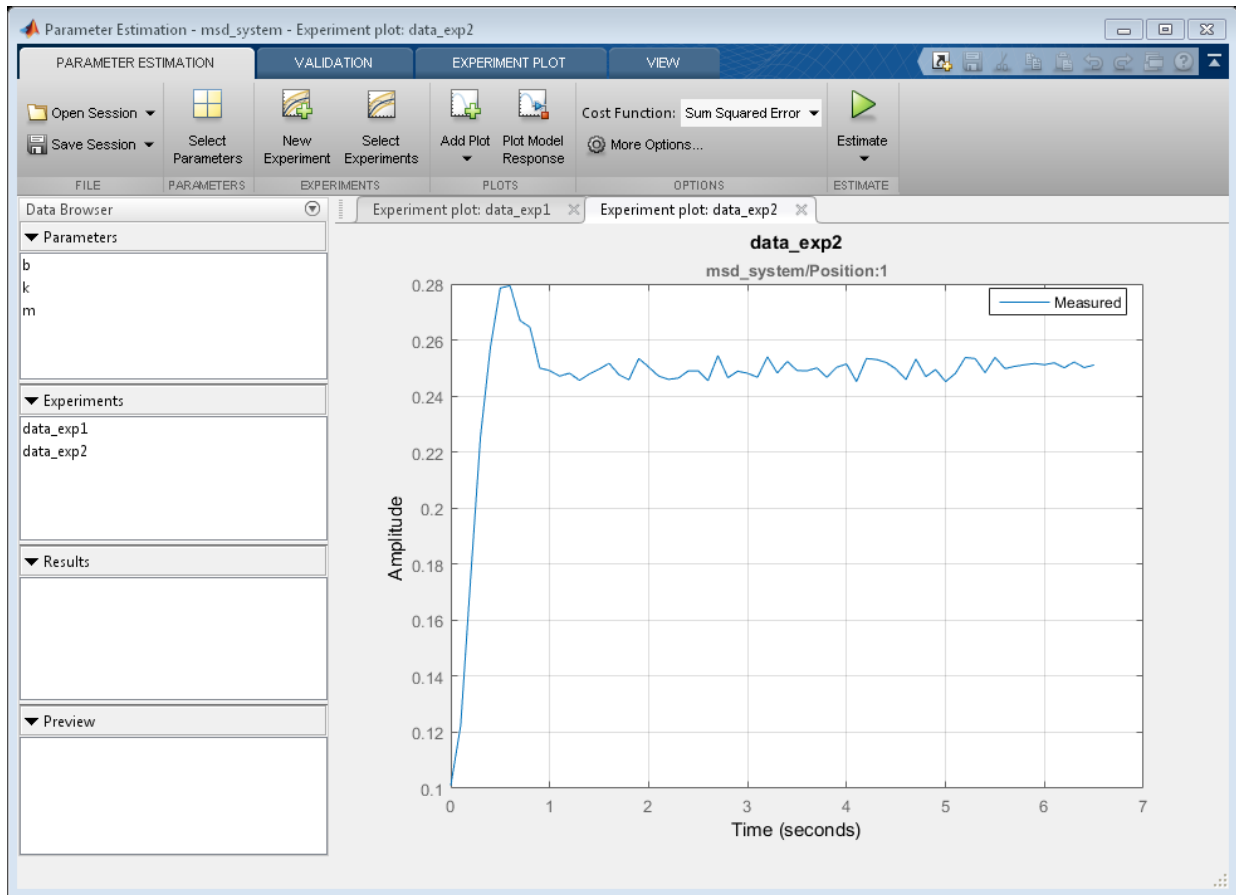 Parameter Estimation - msd_system - Experiment plot: data_exp2
PARAMETER ESTIMATION
VALIDATION
EXPERIMENT PLOT
VIEW
Open Session
Save Session
Select
Parameters
New
Experiment
Select
Experiments
Add Plot
Plot Model
Response
Cost Function: Sum Squared Error
More Options...
Estimate
FILE
PARAMETERS
EXPERIMENTS
PLOTS
OPTIONS
ESTIMATE
Data Browser
Parameters
b
k
m
Experiments
data_exp1
data_exp2
Results
Preview
Experiment plot: data_exp1
Experiment plot: data_exp2
data_exp2
msd_system/Position:1
Measured
Amplitude
0.28
0.26
0.24
0.22
0.2
0.18
0.16
0.14
0.12
0.1
0 1 2 3 4 5 6 7
Time (seconds)